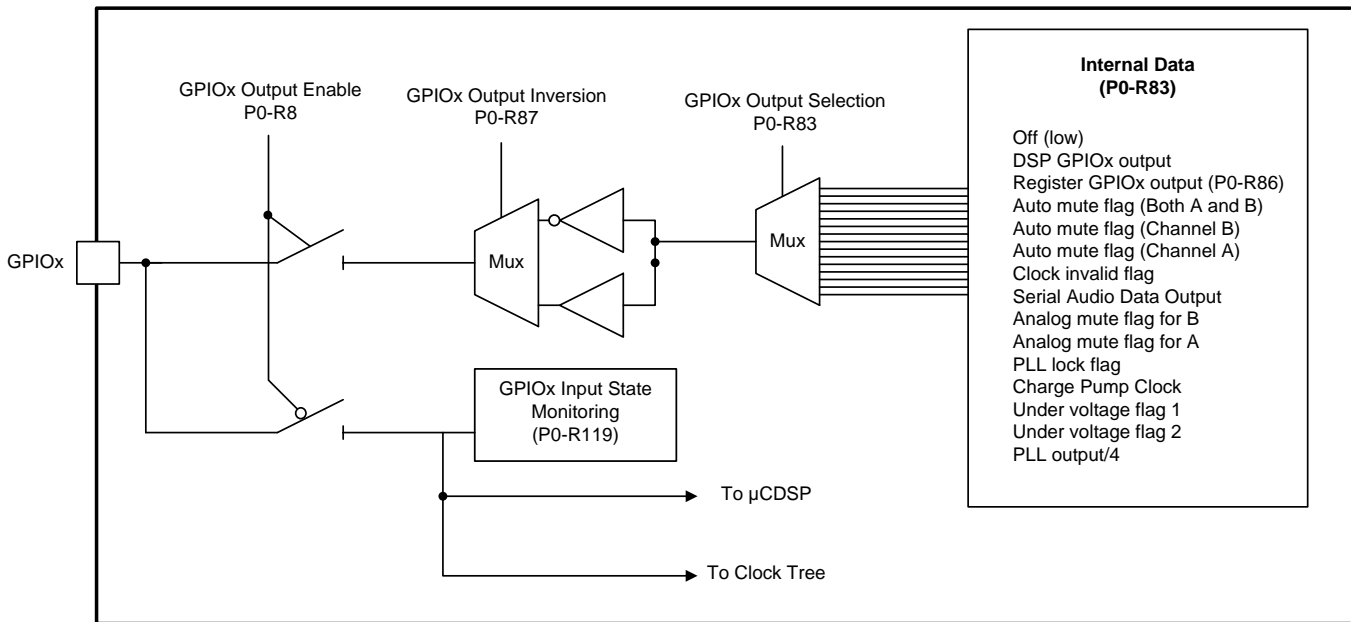 GPIOx Output Enable
P0-R8
GPIOx Output Inversion
P0-R87
GPIOx Output Selection
P0-R83
Internal Data
(P0-R83)
Off (low)
DSP GPIOx output
Register GPIOx output (P0-R86)
Auto mute flag (Both A and B)
Auto mute flag (Channel B)
Auto mute flag (Channel A)
Clock invalid flag
Serial Audio Data Output
Analog mute flag for B
Analog mute flag for A
PLL lock flag
Charge Pump Clock
Under voltage flag 1
Under voltage flag 2
PLL output/4
GPIOx
Mux
Mux
GPIOx Input State
Monitoring
(P0-R119)
To µCDSP
To Clock Tree